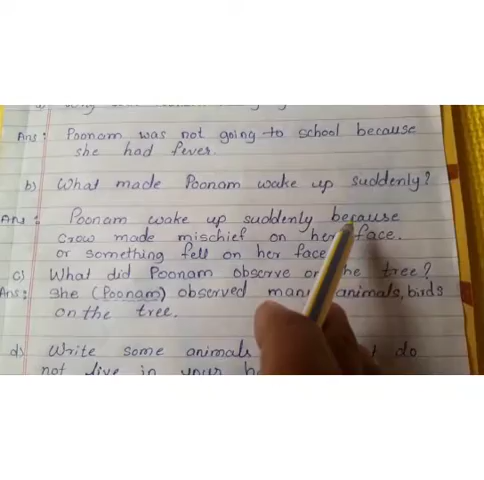 Ans: Poonam was not going to school because
she had fever.
b) What made Poonam wake up suddenly?
Ans: Poonam wake up suddenly because
crow made mischief on her face.
or something fell on her face
c) What did Poonam observe on the tree?
Ans: She (Poonam) observed many animals, birds
on the tree.
d) Write some animals do
not live in your